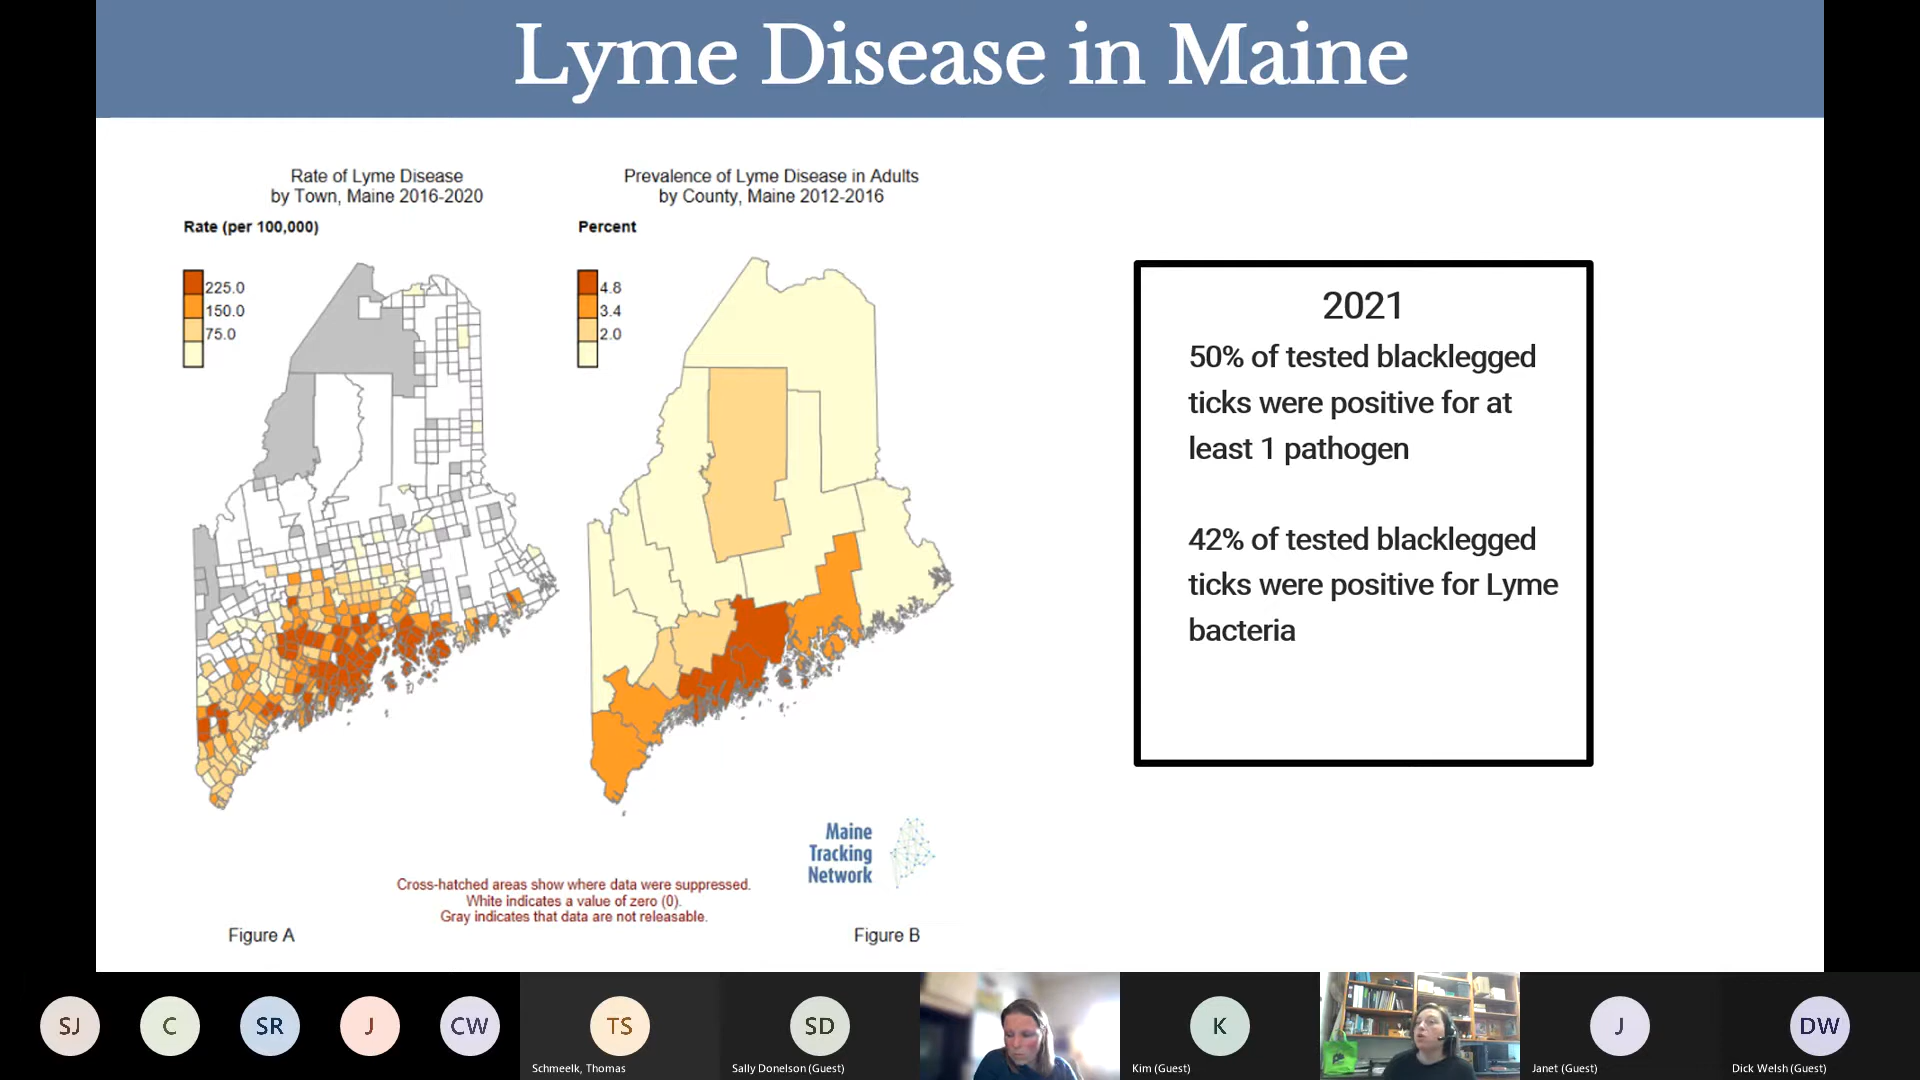 Lyme Disease in Maine
Rate of Lyme Disease
by Town, Maine 2016-2020
Rate (per 100,000)
225.0
150.0
75.0
Prevalence of Lyme Disease in Adults
by County, Maine 2012-2016
Percent
4.8
3.4
2.0
2021
50% of tested blacklegged
ticks were positive for at
least 1 pathogen
42% of tested blacklegged
ticks were positive for Lyme
bacteria
Maine
Tracking
Network
Cross-hatched areas show where data were suppressed.
White indicates a value of zero (0).
Gray indicates that data are not releasable.
Figure A
Figure B
SJ
C
SR
J
CW
TS
Schmeelk, Thomas
SD
Sally Donelson (Guest)
K
Kim (Guest)
J
Janet (Guest)
DW
Dick Welsh (Guest)